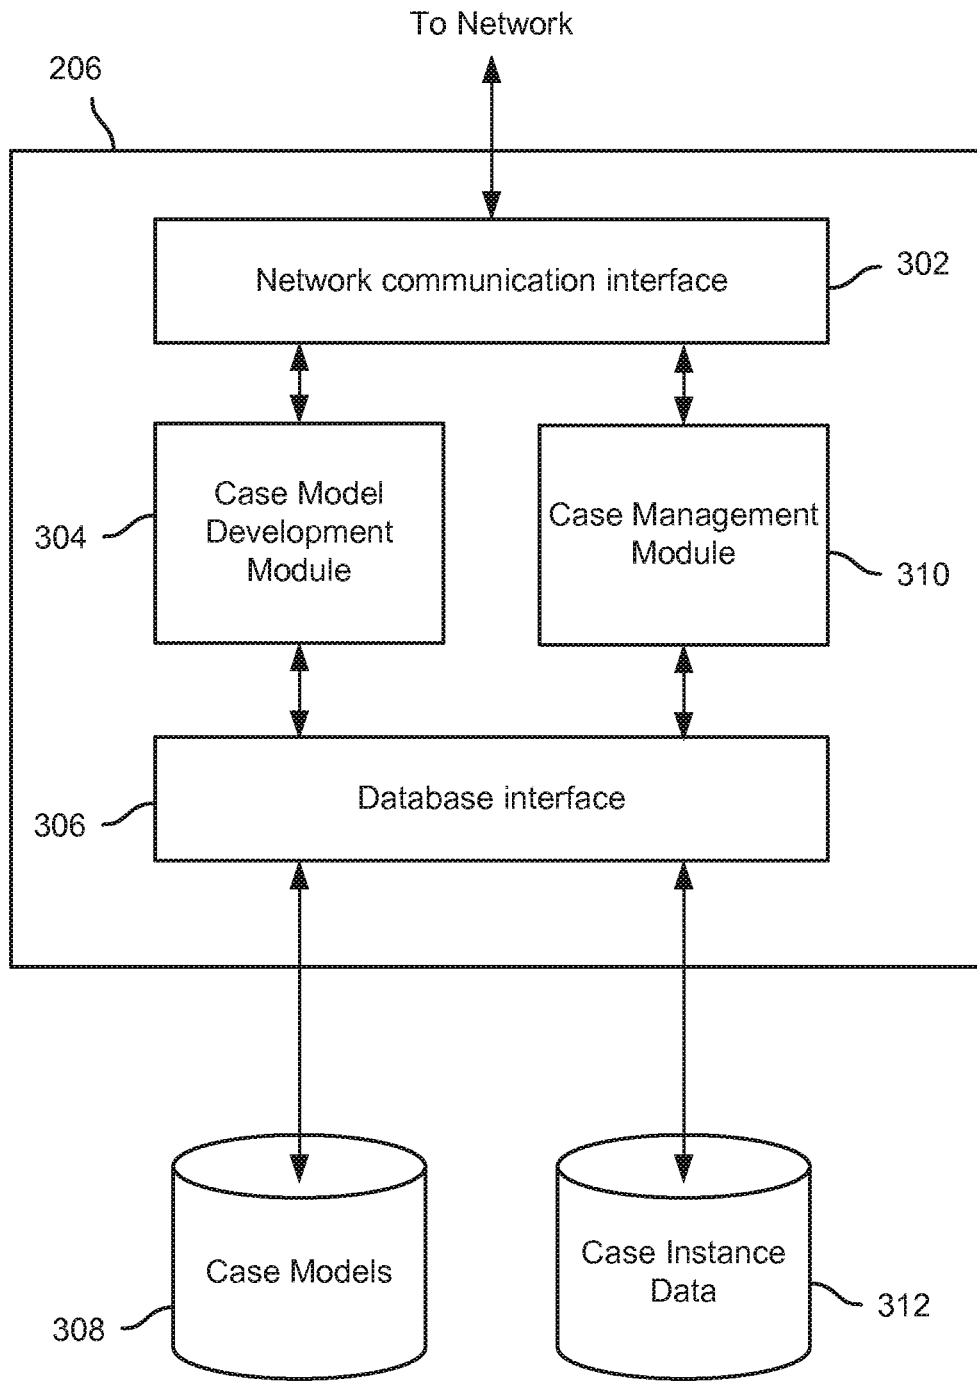 To Network
206
Network communication interface
302
Case Model
Development
Module
304
Case Management
Module
310
Database interface
306
Case Models
308
Case Instance
Data
312